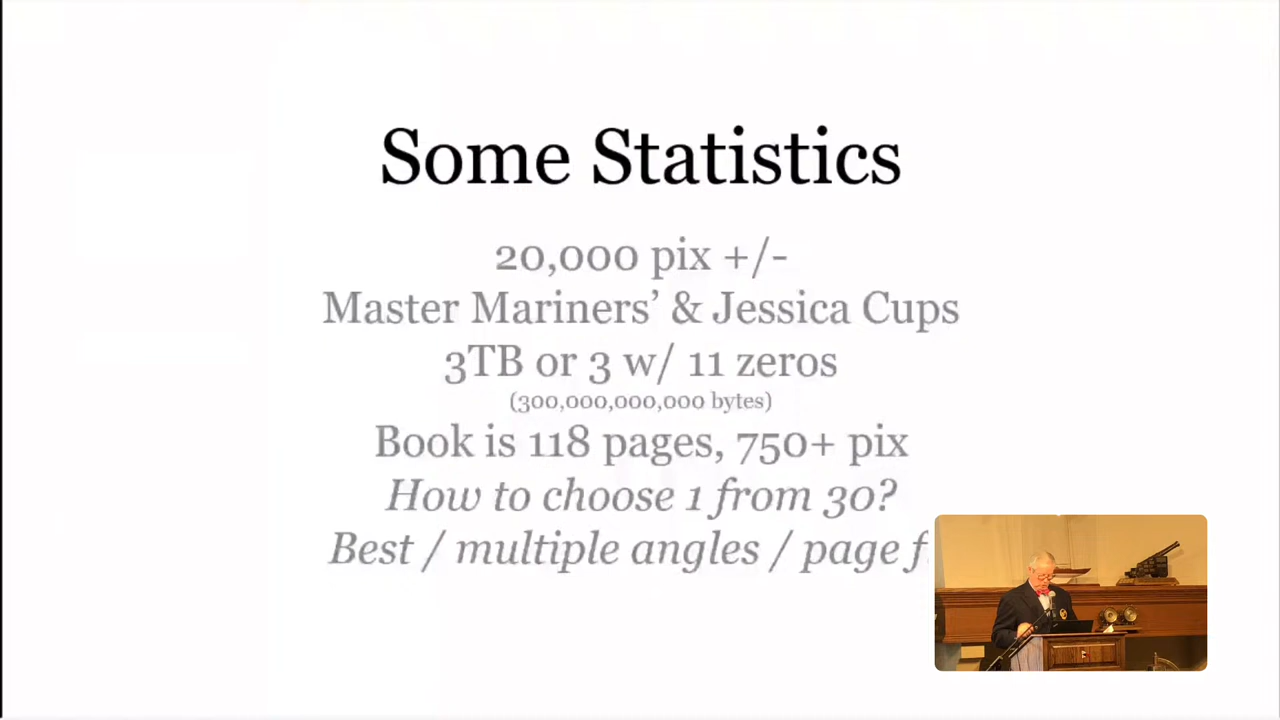 Some Statistics
20,000 pix +/-
Master Mariners’ & Jessica Cups
3TB or 3 w/ 11 zeros
(300,000,000,000 bytes)
Book is 118 pages, 750+ pix
How to choose 1 from 30?
Best / multiple angles / page